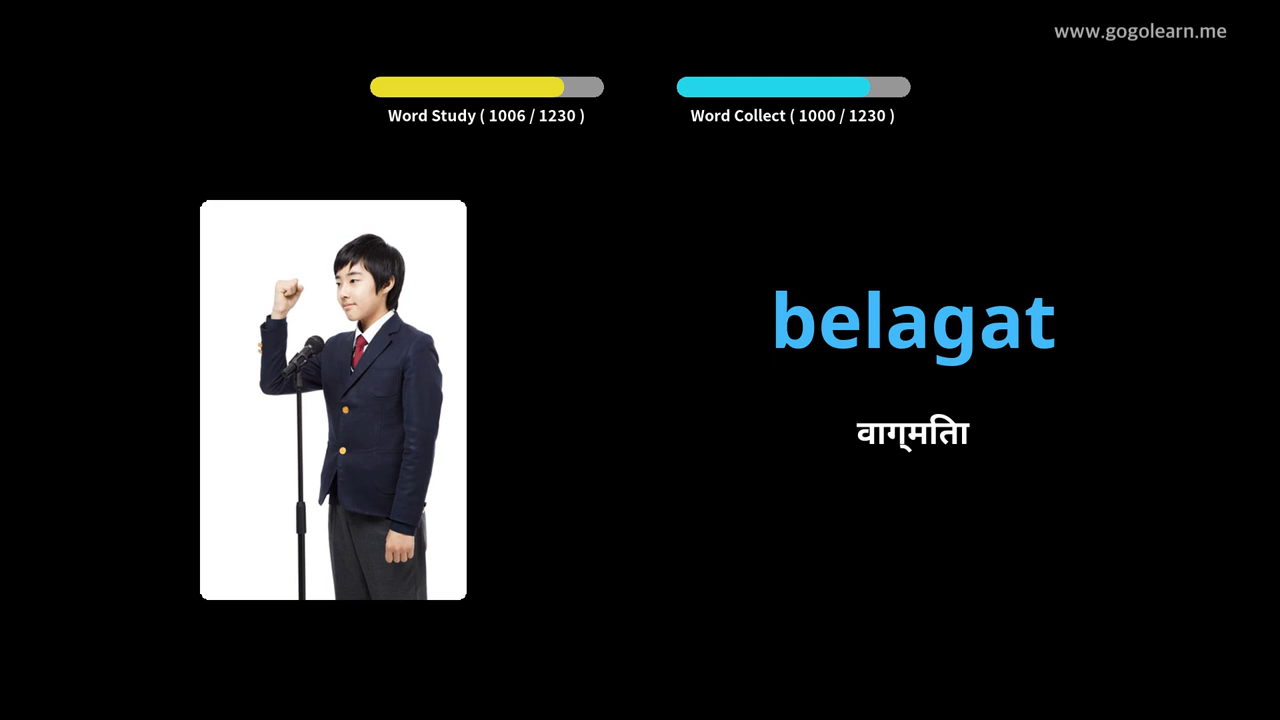 www.gogolearn.me
Word Study ( 1006 / 1230 )
Word Collect ( 1000 / 1230 )
belagat
वाग्मिता